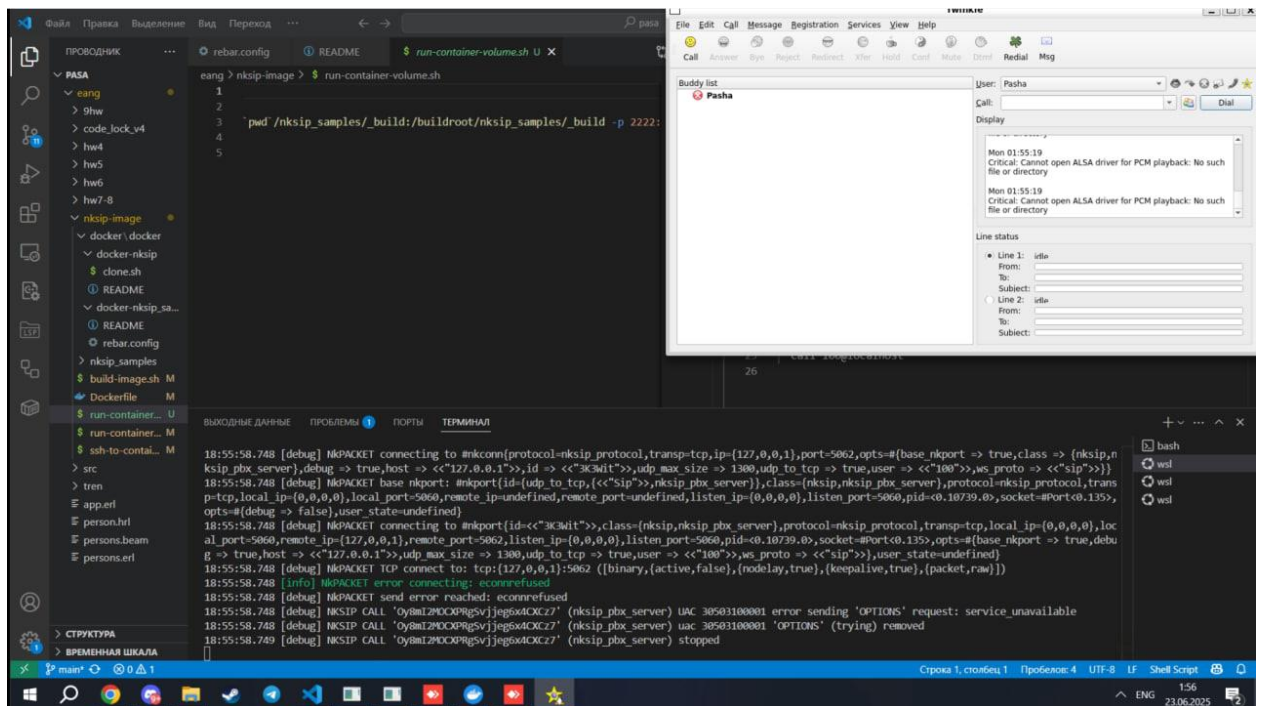 Файл Правка Выделение Вид Переход ··· pasa
ПРОВОДНИК ···
PASA
eang
9hw
code_lock_v4
hw4
hw5
hw6
hw7-8
nksip-image
docker \ docker
docker-nksip
$ clone.sh
README
docker-nksip_sa...
README
rebar.config
nksip_samples
$ build-image.sh M
Dockerfile M
$ run-container... U
$ run-container... M
$ ssh-to-contai... M
src
tren
app.erl
person.hrl
persons.beam
persons.erl
СТРУКТУРА
ВРЕМЕННАЯ ШКАЛА
11
LSP
rebar.config README $ run-container-volume.sh U
eang > nksip-image > $ run-container-volume.sh
1
2
3 `pwd`/nksip_samples/_build:/buildroot/nksip_samples/_build -p 2222:
4
5
Twinkle
File Edit Call Message Registration Services View Help
Call Answer Bye Reject Redirect Xfer Hold Conf Mute Dtmf Redial Msg
Buddy list
Pasha
User: Pasha
Call: Dial
Display
Mon 01:55:19
Critical: Cannot open ALSA driver for PCM playback: No such
file or directory
Mon 01:55:19
Critical: Cannot open ALSA driver for PCM playback: No such
file or directory
Line status
Line 1: idle
From:
To:
Subject:
Line 2: idle
From:
To:
Subject:
26
ВЫХОДНЫЕ ДАННЫЕ ПРОБЛЕМЫ 1 ПОРТЫ ТЕРМИНАЛ
bash
wsl
wsl
wsl
18:55:58.748 [debug] NkPACKET connecting to #nkconn{protocol=nksip_protocol,transp=tcp,ip={127,0,0,1},port=5062,opts=#{base_nkport => true,class => {nksip,n
ksip_pbx_server},debug => true,host => <<"127.0.0.1">>,id => <<"3K3Wit">>,udp_max_size => 1300,udp_to_tcp => true,user => <<"100">>,ws_proto => <<"sip">>}}
18:55:58.748 [debug] NkPACKET base nkport: #nkport{id={udp_to_tcp,{<<"Sip">>,nksip_pbx_server}},class={nksip,nksip_pbx_server},protocol=nksip_protocol,trans
p=tcp,local_ip={0,0,0,0},local_port=5060,remote_ip=undefined,remote_port=undefined,listen_ip={0,0,0,0},listen_port=5060,pid=<0.10739.0>,socket=#Port<0.135>,
opts=#{debug => false},user_state=undefined}
18:55:58.748 [debug] NkPACKET connecting to #nkport{id=<<"3K3Wit">>,class={nksip,nksip_pbx_server},protocol=nksip_protocol,transp=tcp,local_ip={0,0,0,0},loc
al_port=5060,remote_ip={127,0,0,1},remote_port=5062,listen_ip={0,0,0,0},listen_port=5060,pid=<0.10739.0>,socket=#Port<0.135>,opts=#{base_nkport => true,debu
g => true,host => <<"127.0.0.1">>,udp_max_size => 1300,udp_to_tcp => true,user => <<"100">>,ws_proto => <<"sip">>},user_state=undefined}
18:55:58.748 [debug] NkPACKET TCP connect to: tcp:{127,0,0,1}:5062 ([binary,{active,false},{nodelay,true},{keepalive,true},{packet,raw}])
18:55:58.748 [info] NkPACKET error connecting: econnrefused
18:55:58.748 [debug] NkPACKET send error reached: econnrefused
18:55:58.748 [debug] NKSIP CALL 'Oy8mI2MOCXPRgSvjjeg6x4CXCz7' (nksip_pbx_server) UAC 30503100001 error sending 'OPTIONS' request: service_unavailable
18:55:58.748 [debug] NKSIP CALL 'Oy8mI2MOCXPRgSvjjeg6x4CXCz7' (nksip_pbx_server) uac 30503100001 'OPTIONS' (trying) removed
18:55:58.749 [debug] NKSIP CALL 'Oy8mI2MOCXPRgSvjjeg6x4CXCz7' (nksip_pbx_server) stopped
main* 0 1 Строка 1, столбец 1 Пробелов: 4 UTF-8 LF Shell Script
ENG 1:56
23.06.2025 2